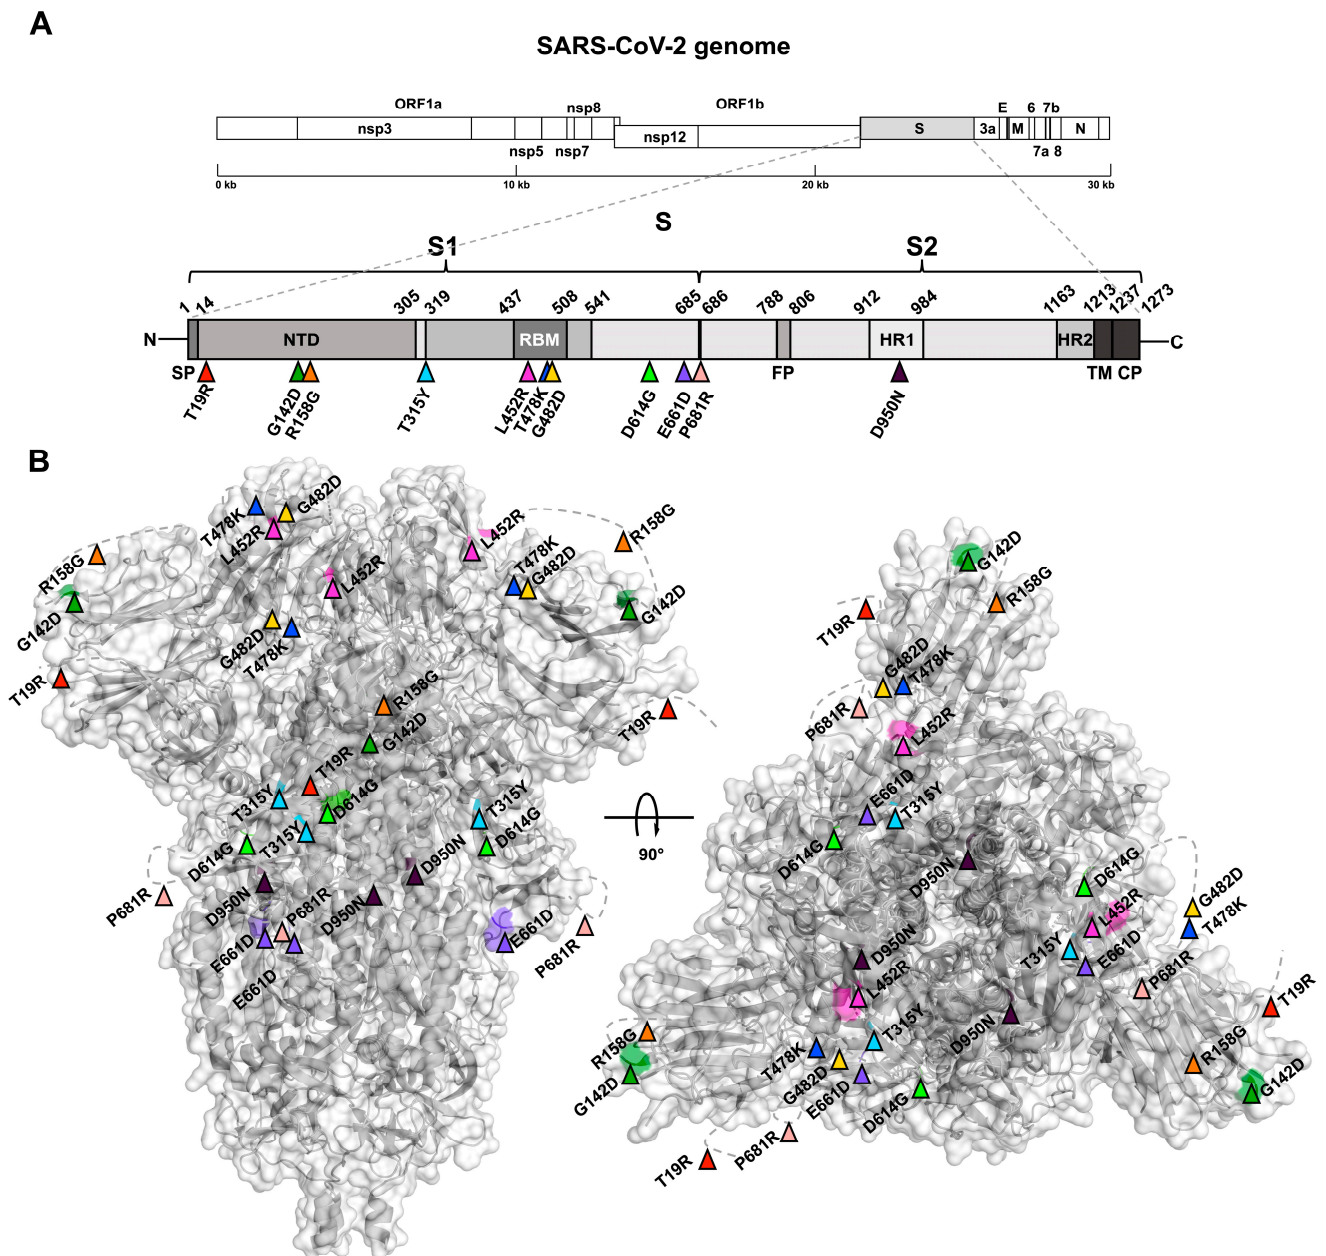 A
SARS-CoV-2 genome
ORF1a
nsp8
ORF1b
E
6
7b
nsp3
nsp12
S
3a
M
N
nsp5
nsp7
7a
8
0 kb
10 kb
20 kb
30 kb
S
S1
S2
1
14
305
319
437
508
541
685
686
788
806
912
984
1163
1213
1237
1273
N
NTD
RBM
HR1
HR2
C
SP
FP
TM
CP
T19R
G142D
R158G
T315Y
L452R
T478K
G482D
D614G
E661D
P681R
D950N
B
T478K
G482D
L452R
L452R
R158G
R158G
L452R
T478K
G482D
G142D
G142D
G482D
T478K
T19R
R158G
T19R
G142D
T19R
T315Y
D614G
T315Y
T315Y
D614G
D614G
D950N
P681R
D950N
P681R
D950N
E661D
E661D
E661D
P681R
90°
G142D
R158G
T19R
G482D
T478K
P681R
L452R
E661D
T315Y
D614G
D950N
D614G
G482D
L452R
T478K
T315Y
E661D
D950N
P681R
L452R
T19R
R158G
T315Y
D950N
T478K
G482D
R158G
G142D
G142D
E661D
D614G
P681R
T19R